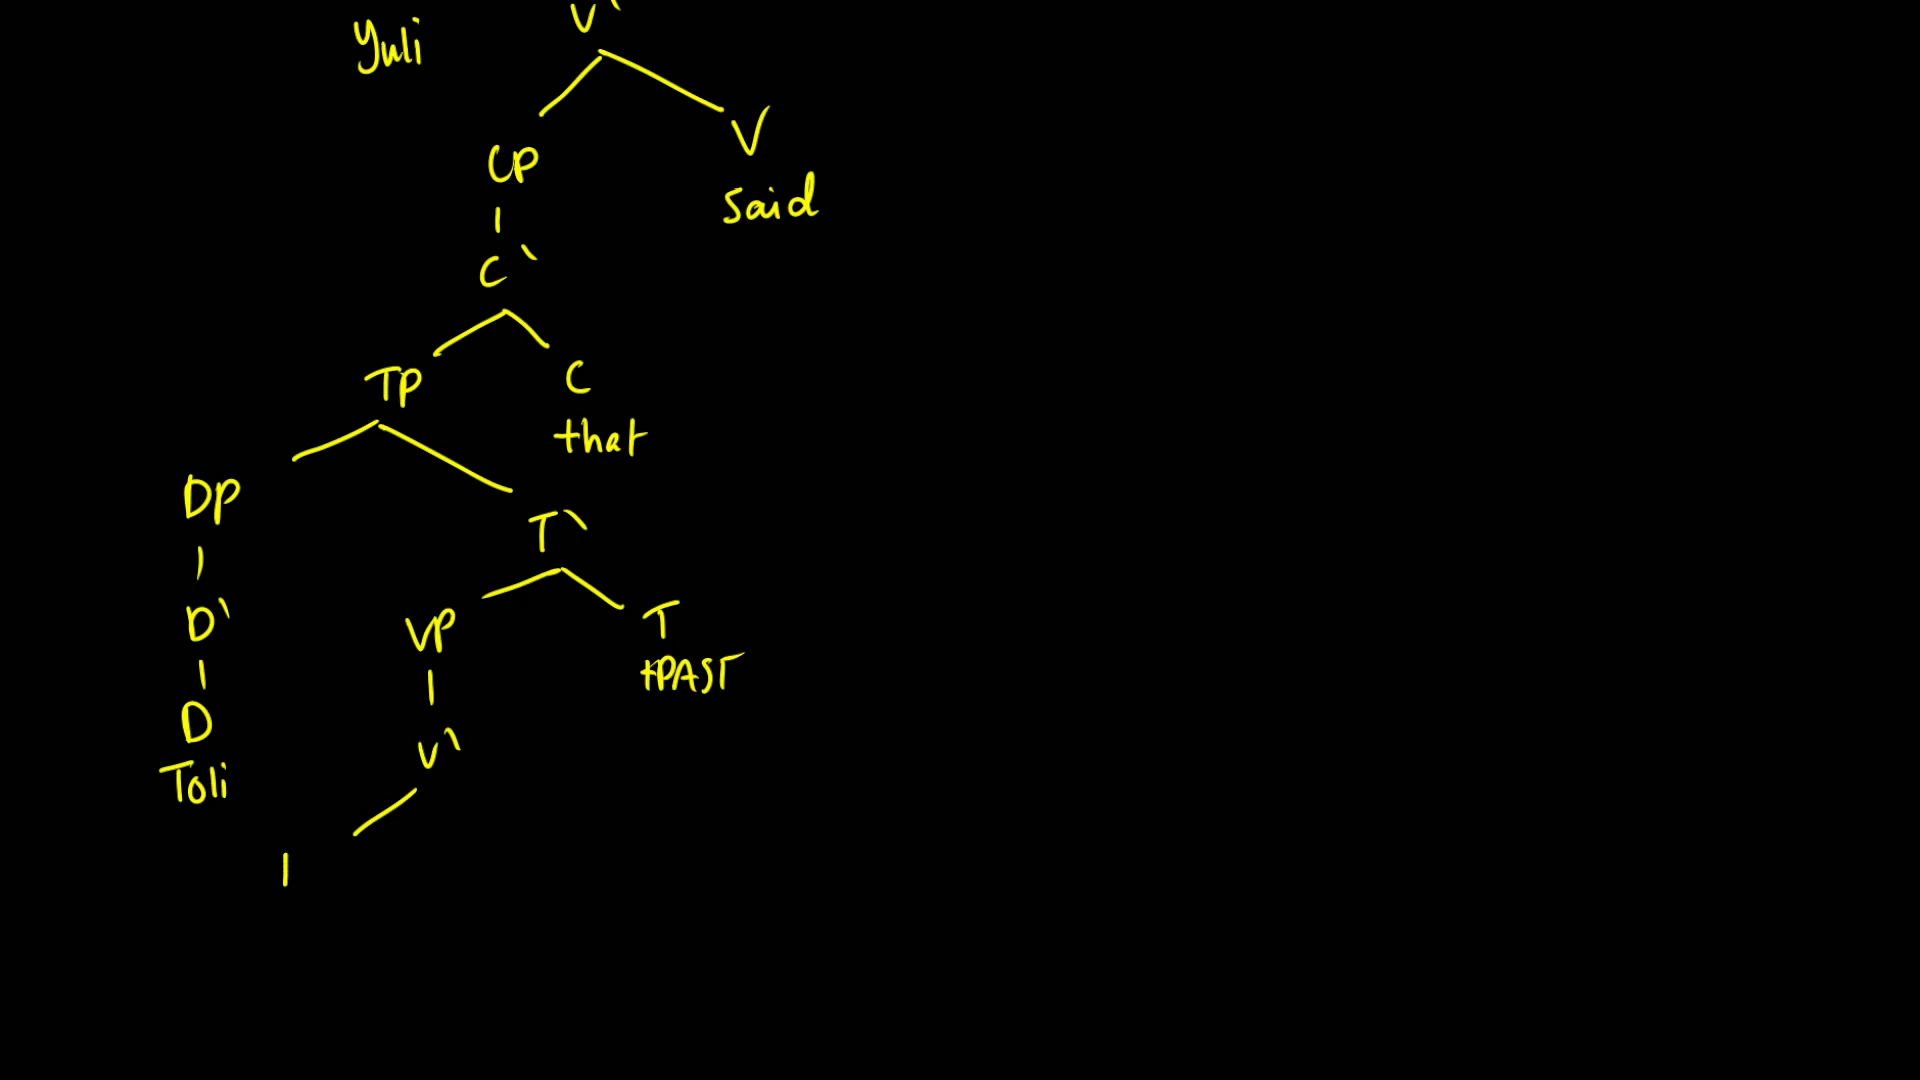 V`
Yuli
V
CP
said
C`
TP C
that
DP
T`
D` VP T
+PAST
D V`
Toli